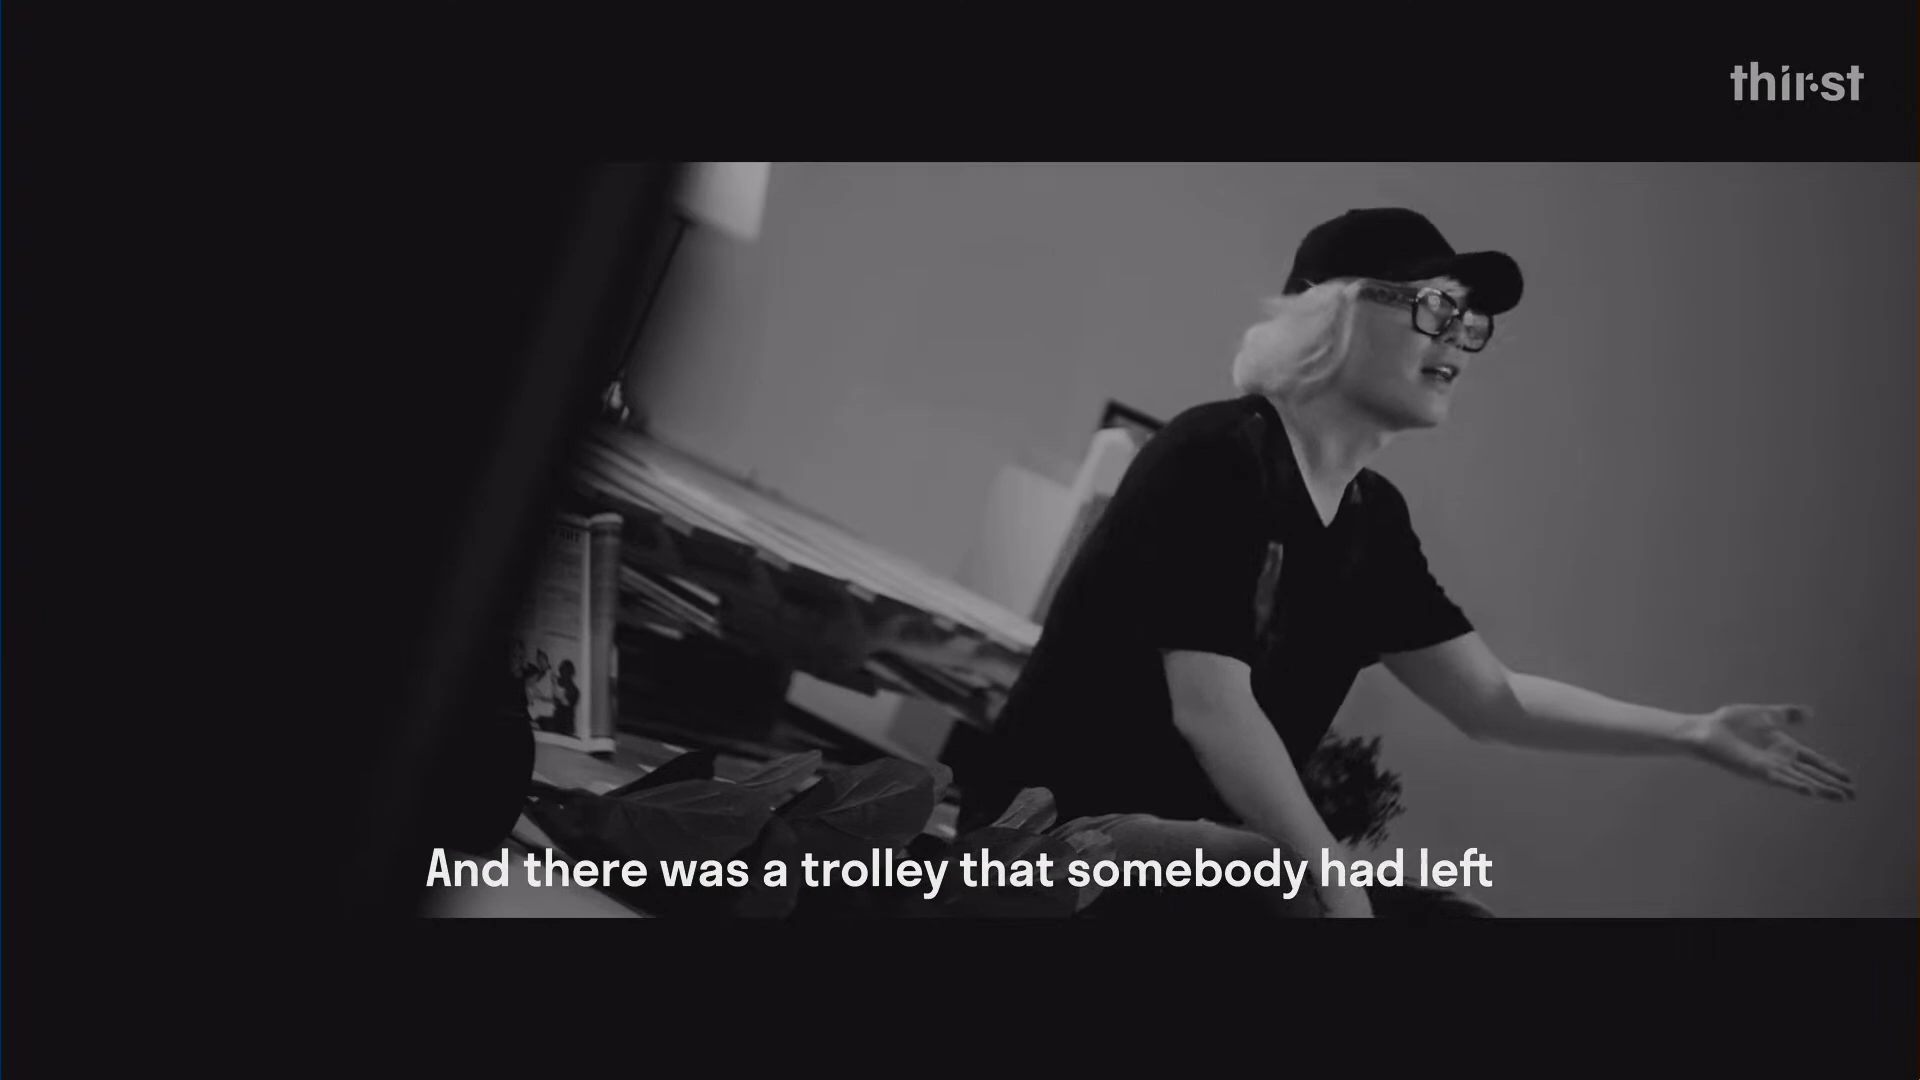 thir.st
And there was a trolley that somebody had left